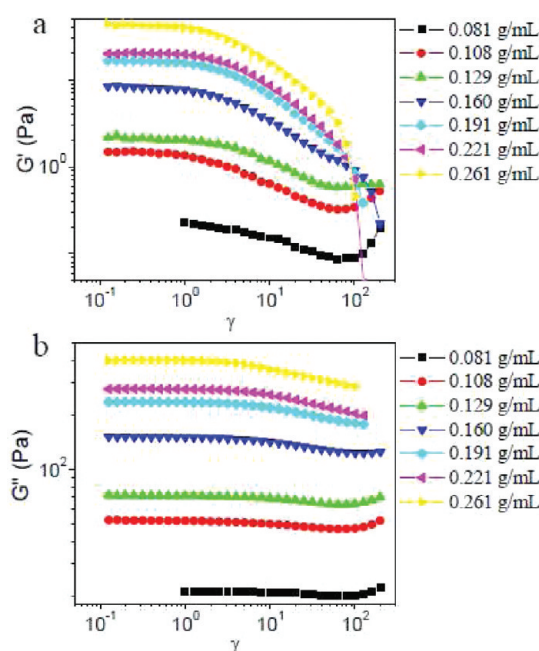 a
G' (Pa)
10⁰
10⁻¹ 10⁰ 10¹ 10²
γ
0.081 g/mL
0.108 g/mL
0.129 g/mL
0.160 g/mL
0.191 g/mL
0.221 g/mL
0.261 g/mL
b
G'' (Pa)
10²
10⁻¹ 10⁰ 10¹ 10²
γ
0.081 g/mL
0.108 g/mL
0.129 g/mL
0.160 g/mL
0.191 g/mL
0.221 g/mL
0.261 g/mL